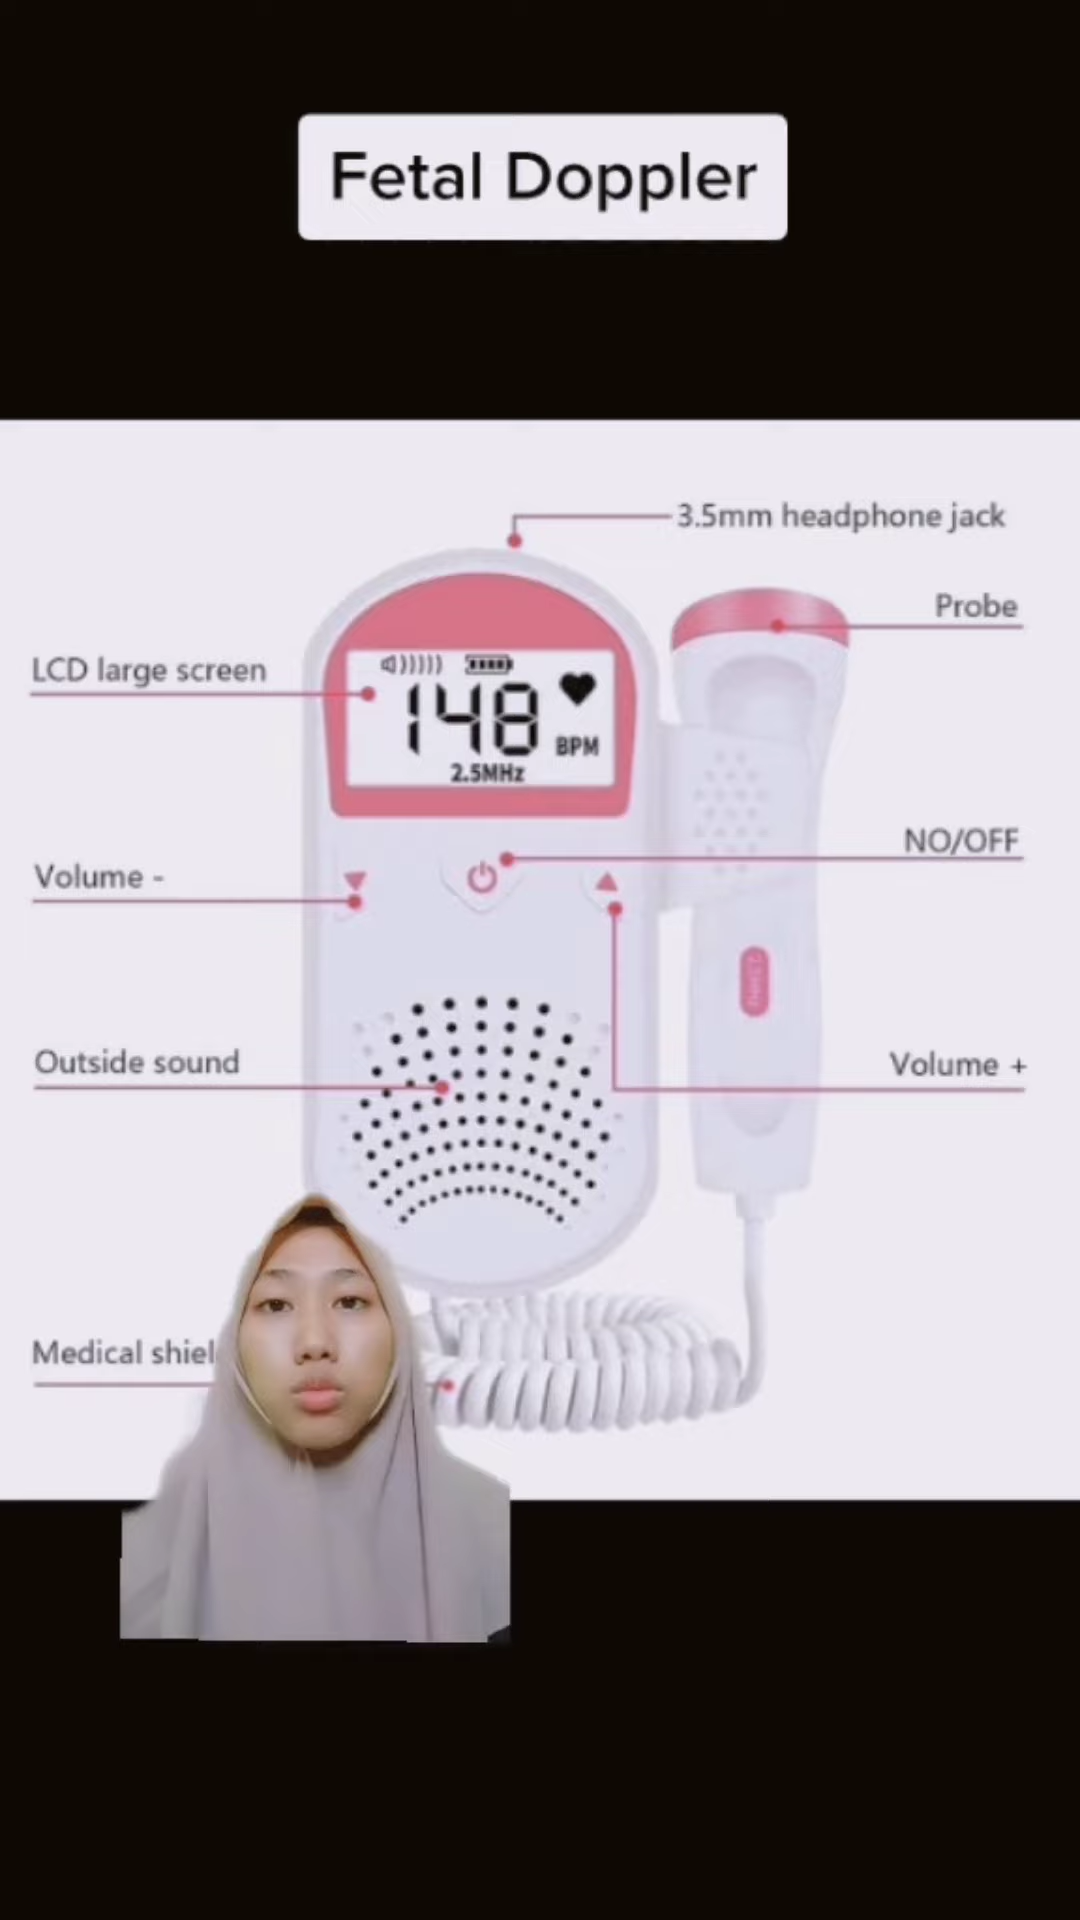 Fetal Doppler
3.5mm headphone jack
Probe
LCD large screen
148
BPM
2.5MHz
NO/OFF
Volume -
Outside sound
Volume +
Medical shiel